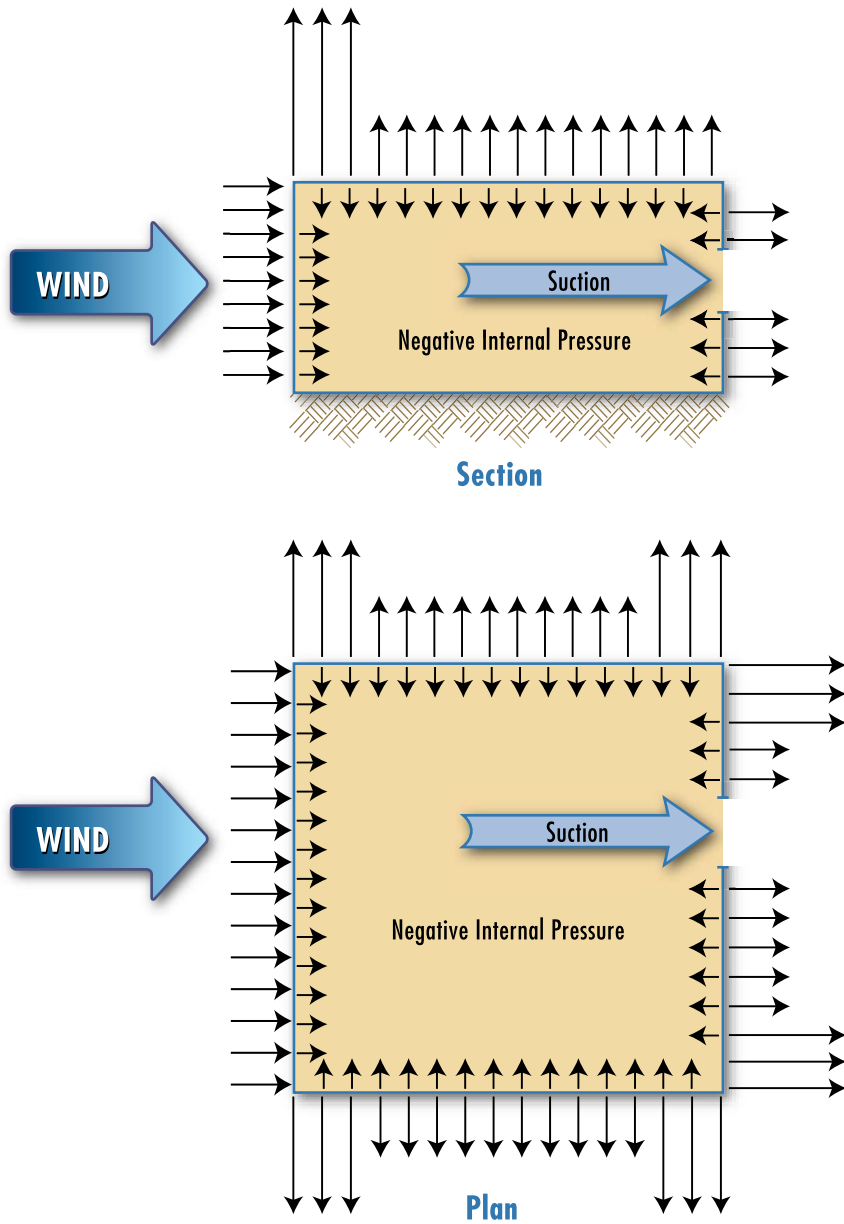 WIND
Suction
Negative Internal Pressure
Section
WIND
Suction
Negative Internal Pressure
Plan